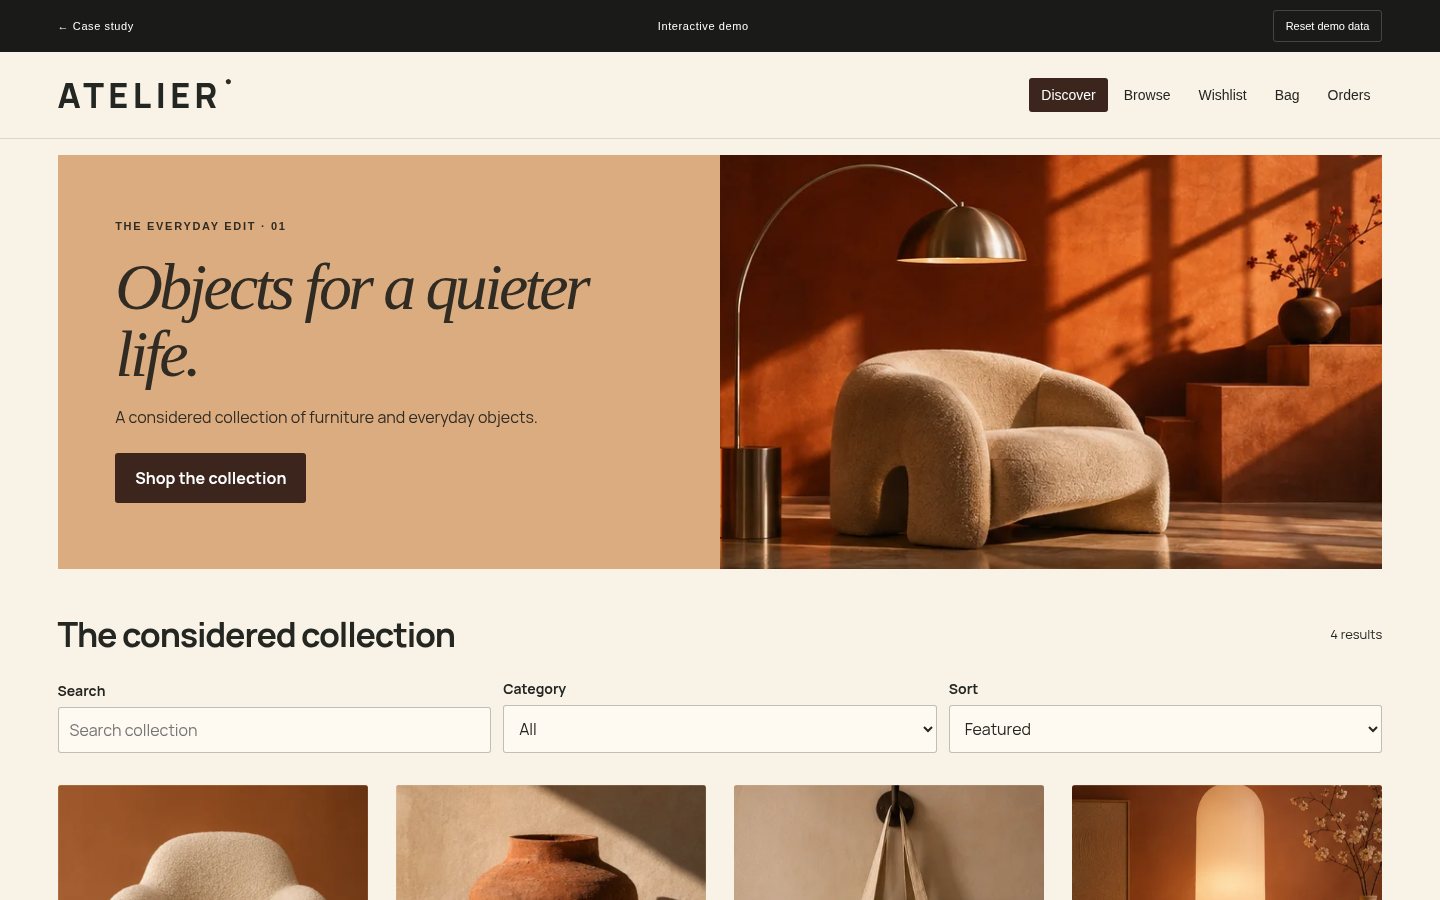 ← Case study
Interactive demo
Reset demo data
ATELIER
Discover
Browse
Wishlist
Bag
Orders
THE EVERYDAY EDIT · 01
Objects for a quieter
life.
A considered collection of furniture and everyday objects.
Shop the collection
The considered collection
4 results
Search
Category
Sort
Search collection
All
Featured